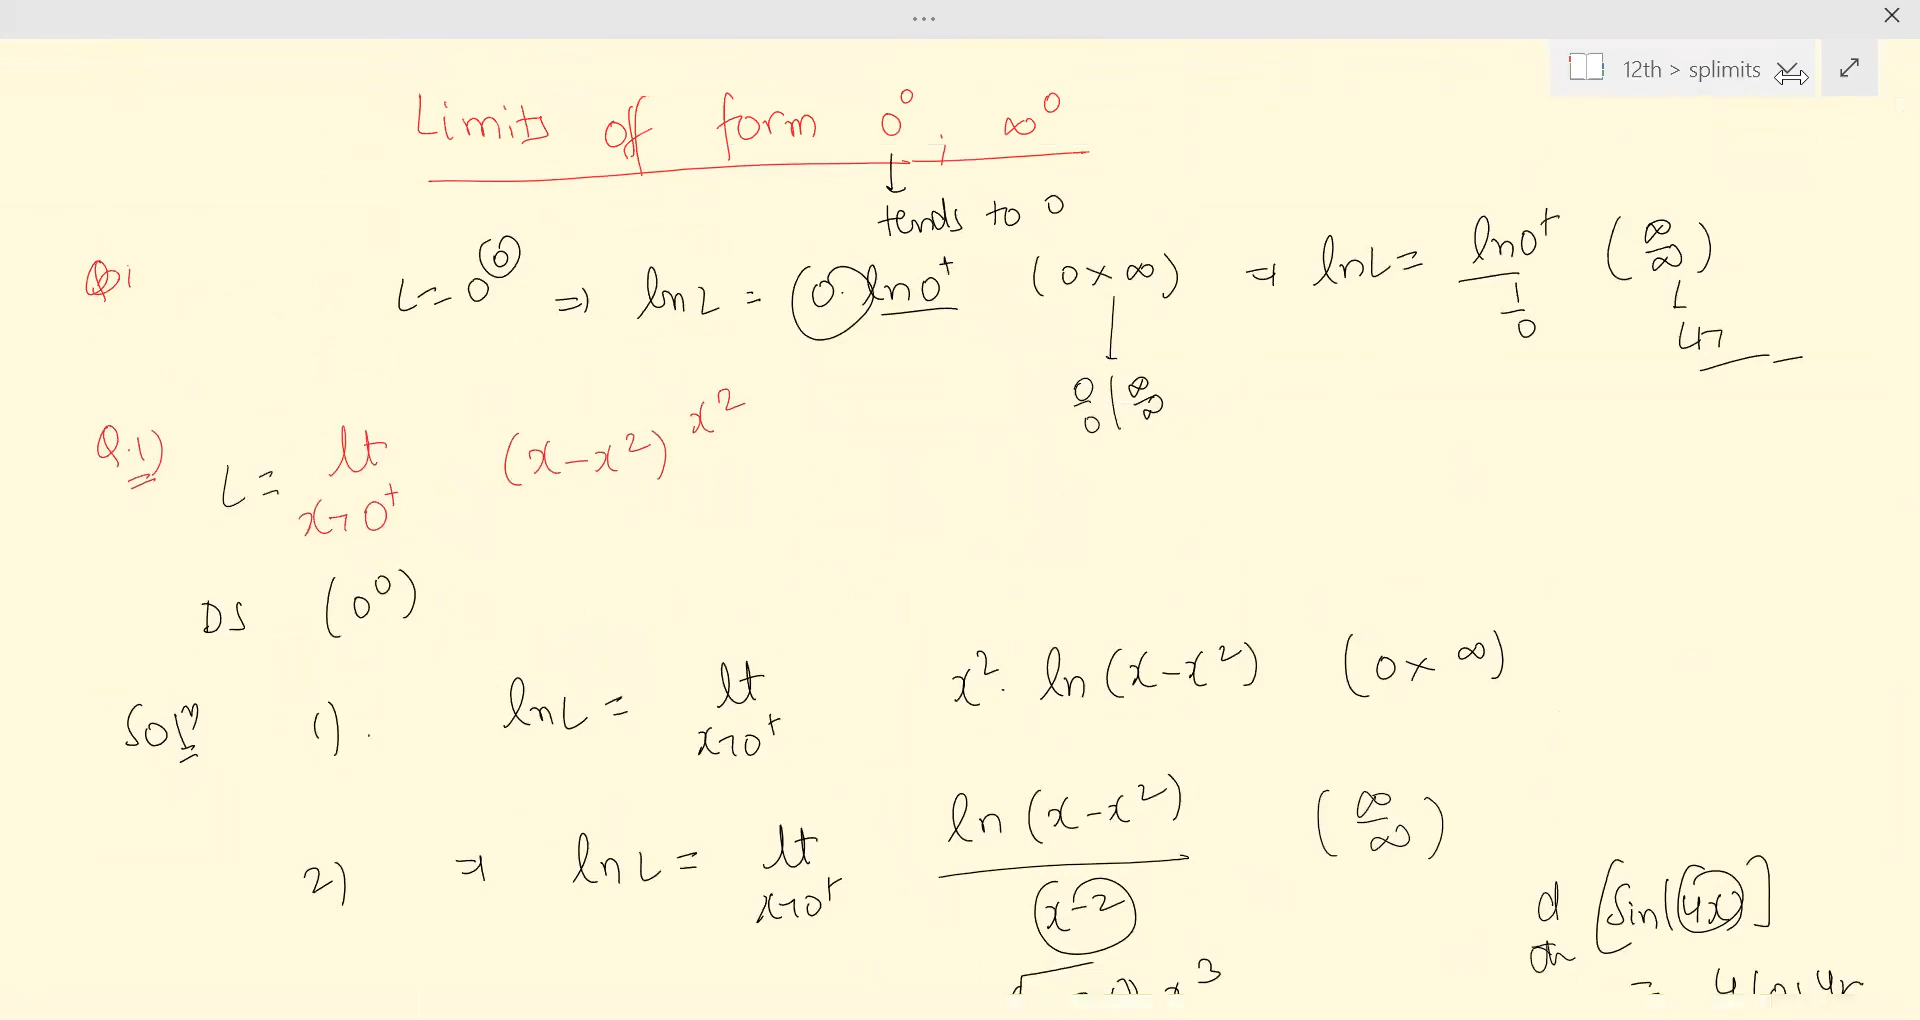 12th > splimits
Limits of form 0⁰, ∞⁰
tends to 0
Q1 L = 0⁰ ⇒ ln L = 0. ln 0⁺ (0 × ∞) ⇒ ln L = ln 0⁺ / 1/0 (∞/∞)
LH
0/0 | ∞/∞
Q.1) L = lt x→0⁺ (x-x²)^x²
DS (0⁰)
Solⁿ 1). ln L = lt x→0⁺ x². ln (x-x²) (0 × ∞)
2) ⇒ ln L = lt x→0⁺ ln (x-x²) / x⁻² (∞/∞)
d/dx [Sin(4x)]